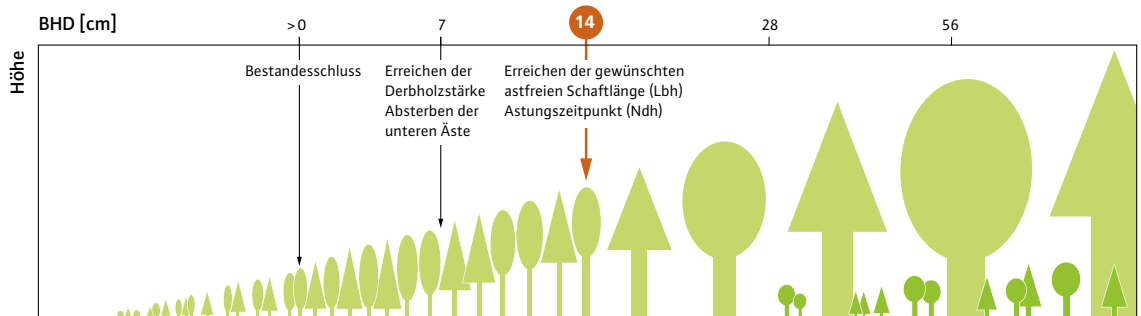 BHD [cm]
>0
7
14
28
56
Höhe
Bestandesschluss
Erreichen der
Derbholzstärke
Absterben der
unteren Äste
Erreichen der gewünschten
astfreien Schaftlänge (Lbh)
Astungszeitpunkt (Ndh)